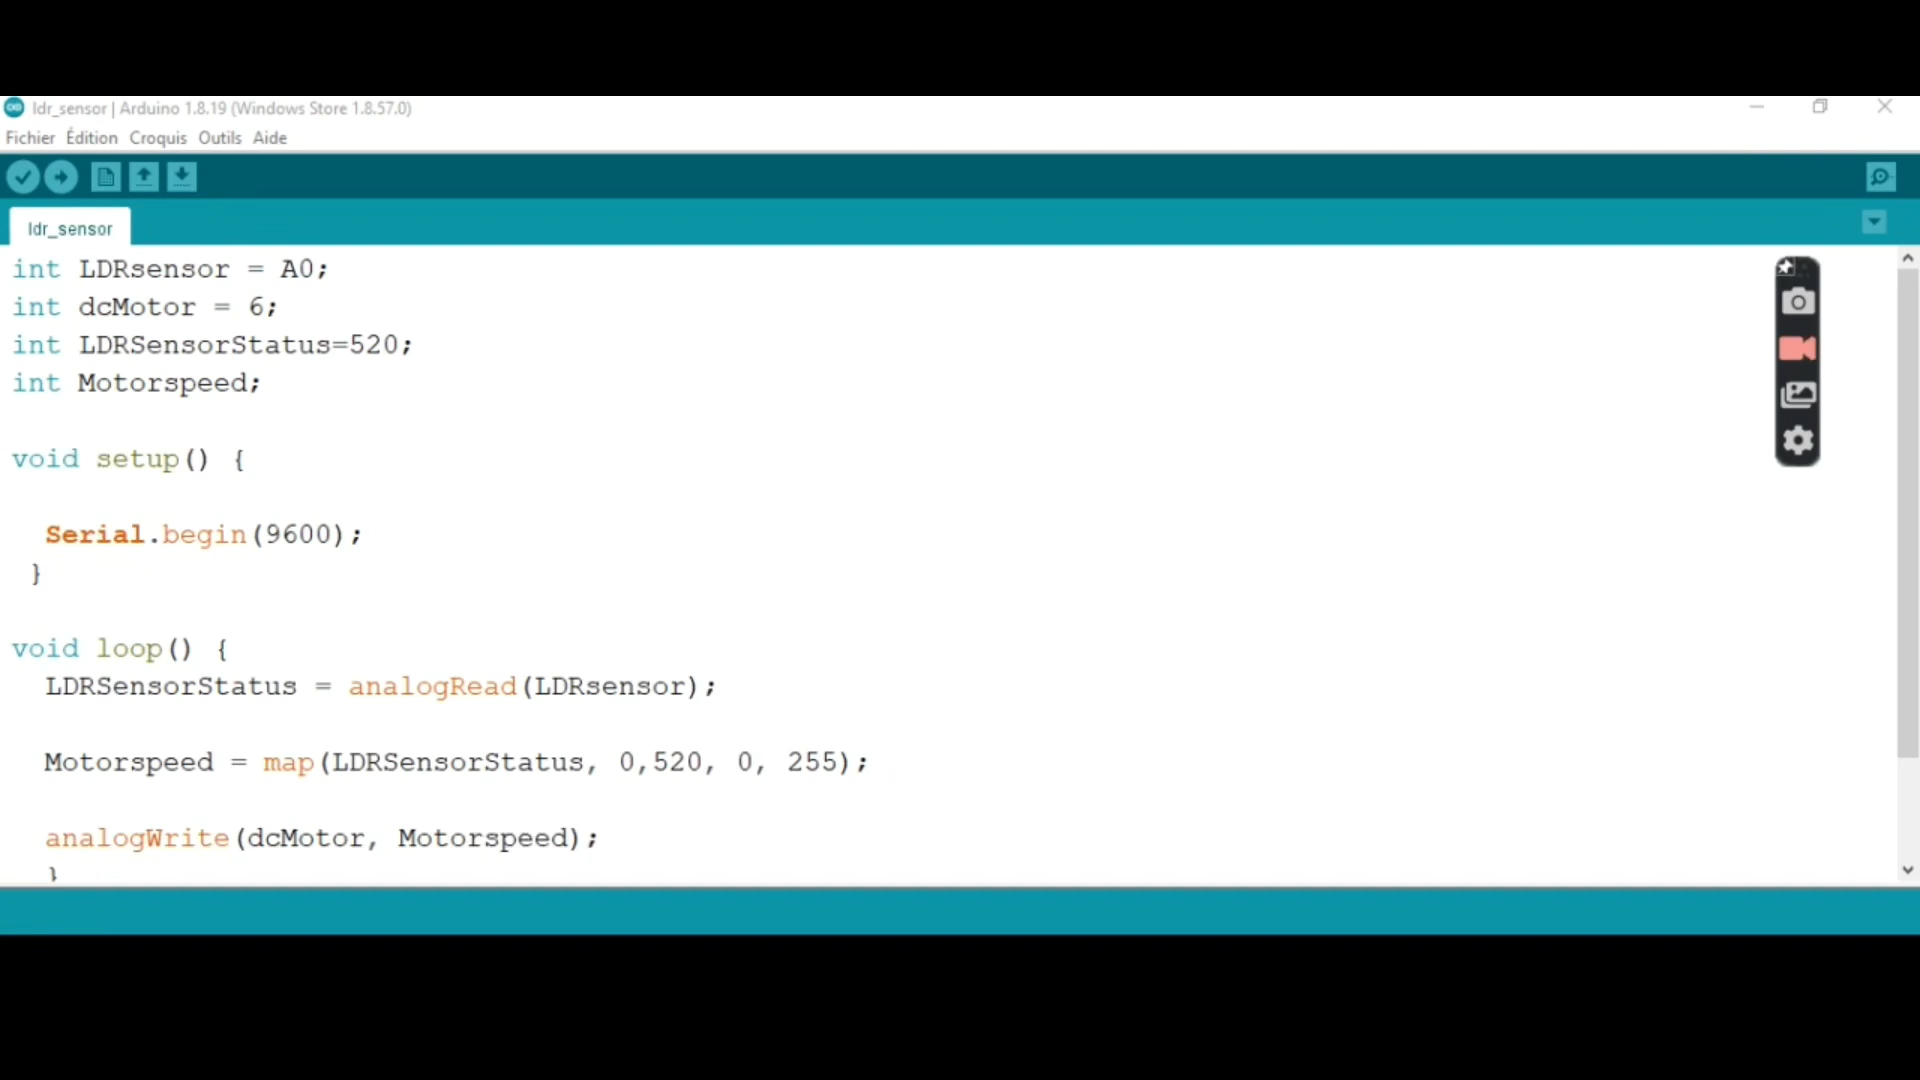 ldr_sensor | Arduino 1.8.19 (Windows Store 1.8.57.0)
Fichier Édition Croquis Outils Aide
ldr_sensor
int LDRsensor = A0;
int dcMotor = 6;
int LDRSensorStatus=520;
int Motorspeed;
void setup() {
Serial.begin(9600);
}
void loop() {
LDRSensorStatus = analogRead(LDRsensor);
Motorspeed = map(LDRSensorStatus, 0,520, 0, 255);
analogWrite(dcMotor, Motorspeed);
}